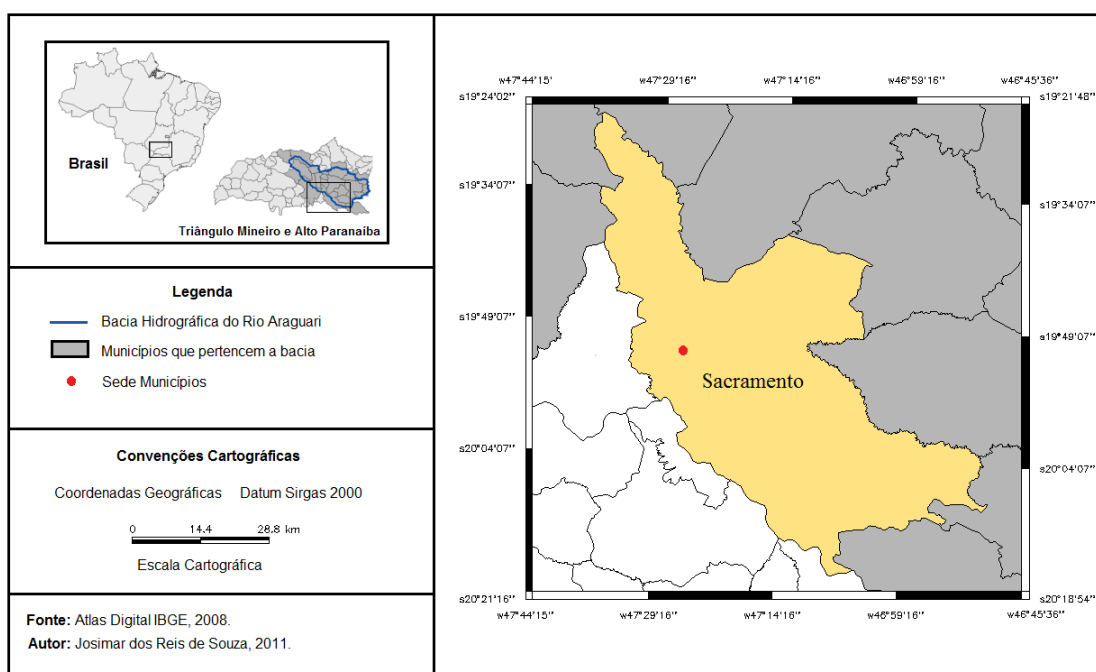 Brasil
Triângulo Mineiro e Alto Paranaíba
Legenda
Bacia Hidrográfica do Rio Araguari
Municípios que pertencem a bacia
Sede Municípios
Convenções Cartográficas
Coordenadas Geográficas Datum Sirgas 2000
0 14.4 28.8 km
Escala Cartográfica
Fonte: Atlas Digital IBGE, 2008.
Autor: Josimar dos Reis de Souza, 2011.
w47°44'15'' w47°29'16'' w47°14'16'' w46°59'16'' w46°45'36''
s19°24'02'' s19°21'48''
s19°34'07'' s19°34'07''
s19°49'07'' s19°49'07''
Sacramento
s20°04'07'' s20°04'07''
s20°21'16'' s20°18'54''
w47°44'15'' w47°29'16'' w47°14'16'' w46°59'16'' w46°45'36''